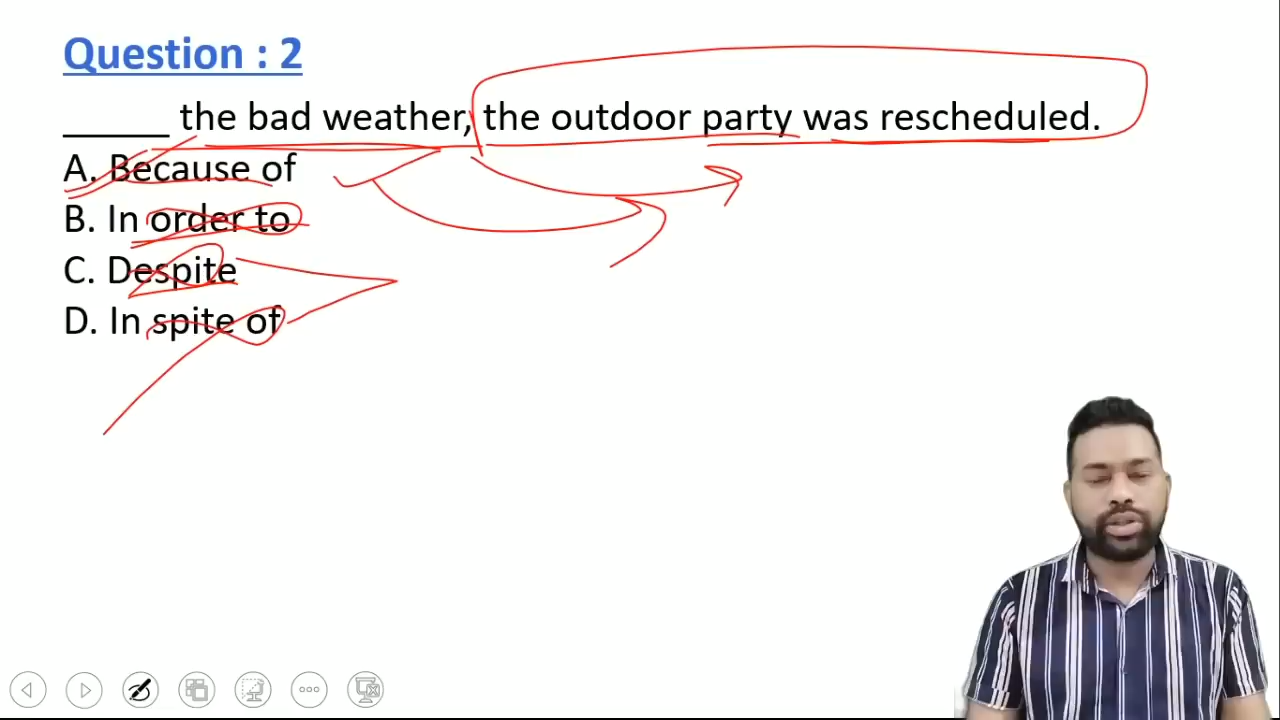 Question : 2
______ the bad weather, the outdoor party was rescheduled.
A. Because of
B. In order to
C. Despite
D. In spite of